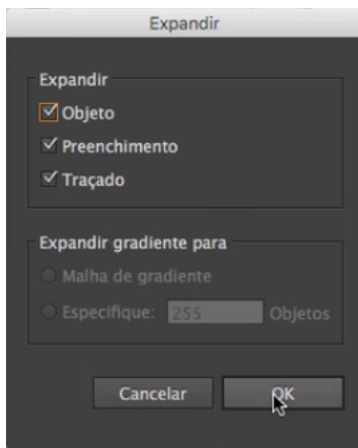 Expandir
Expandir
Objeto
Preenchimento
Traçado
Expandir gradiente para
Malha de gradiente
Especifique: 255 Objetos
Cancelar OK